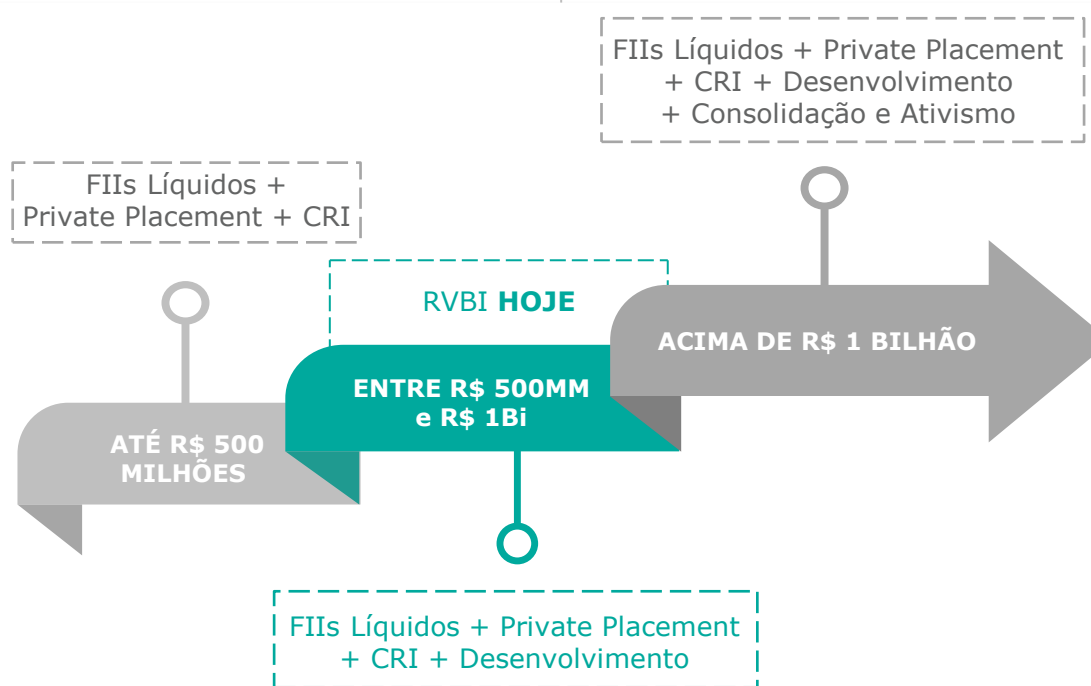 FIIs Líquidos + Private Placement
+ CRI + Desenvolvimento
+ Consolidação e Ativismo
FIIs Líquidos +
Private Placement + CRI
RVBI HOJE
ACIMA DE R$ 1 BILHÃO
ENTRE R$ 500MM
e R$ 1Bi
ATÉ R$ 500
MILHÕES
FIIs Líquidos + Private Placement
+ CRI + Desenvolvimento